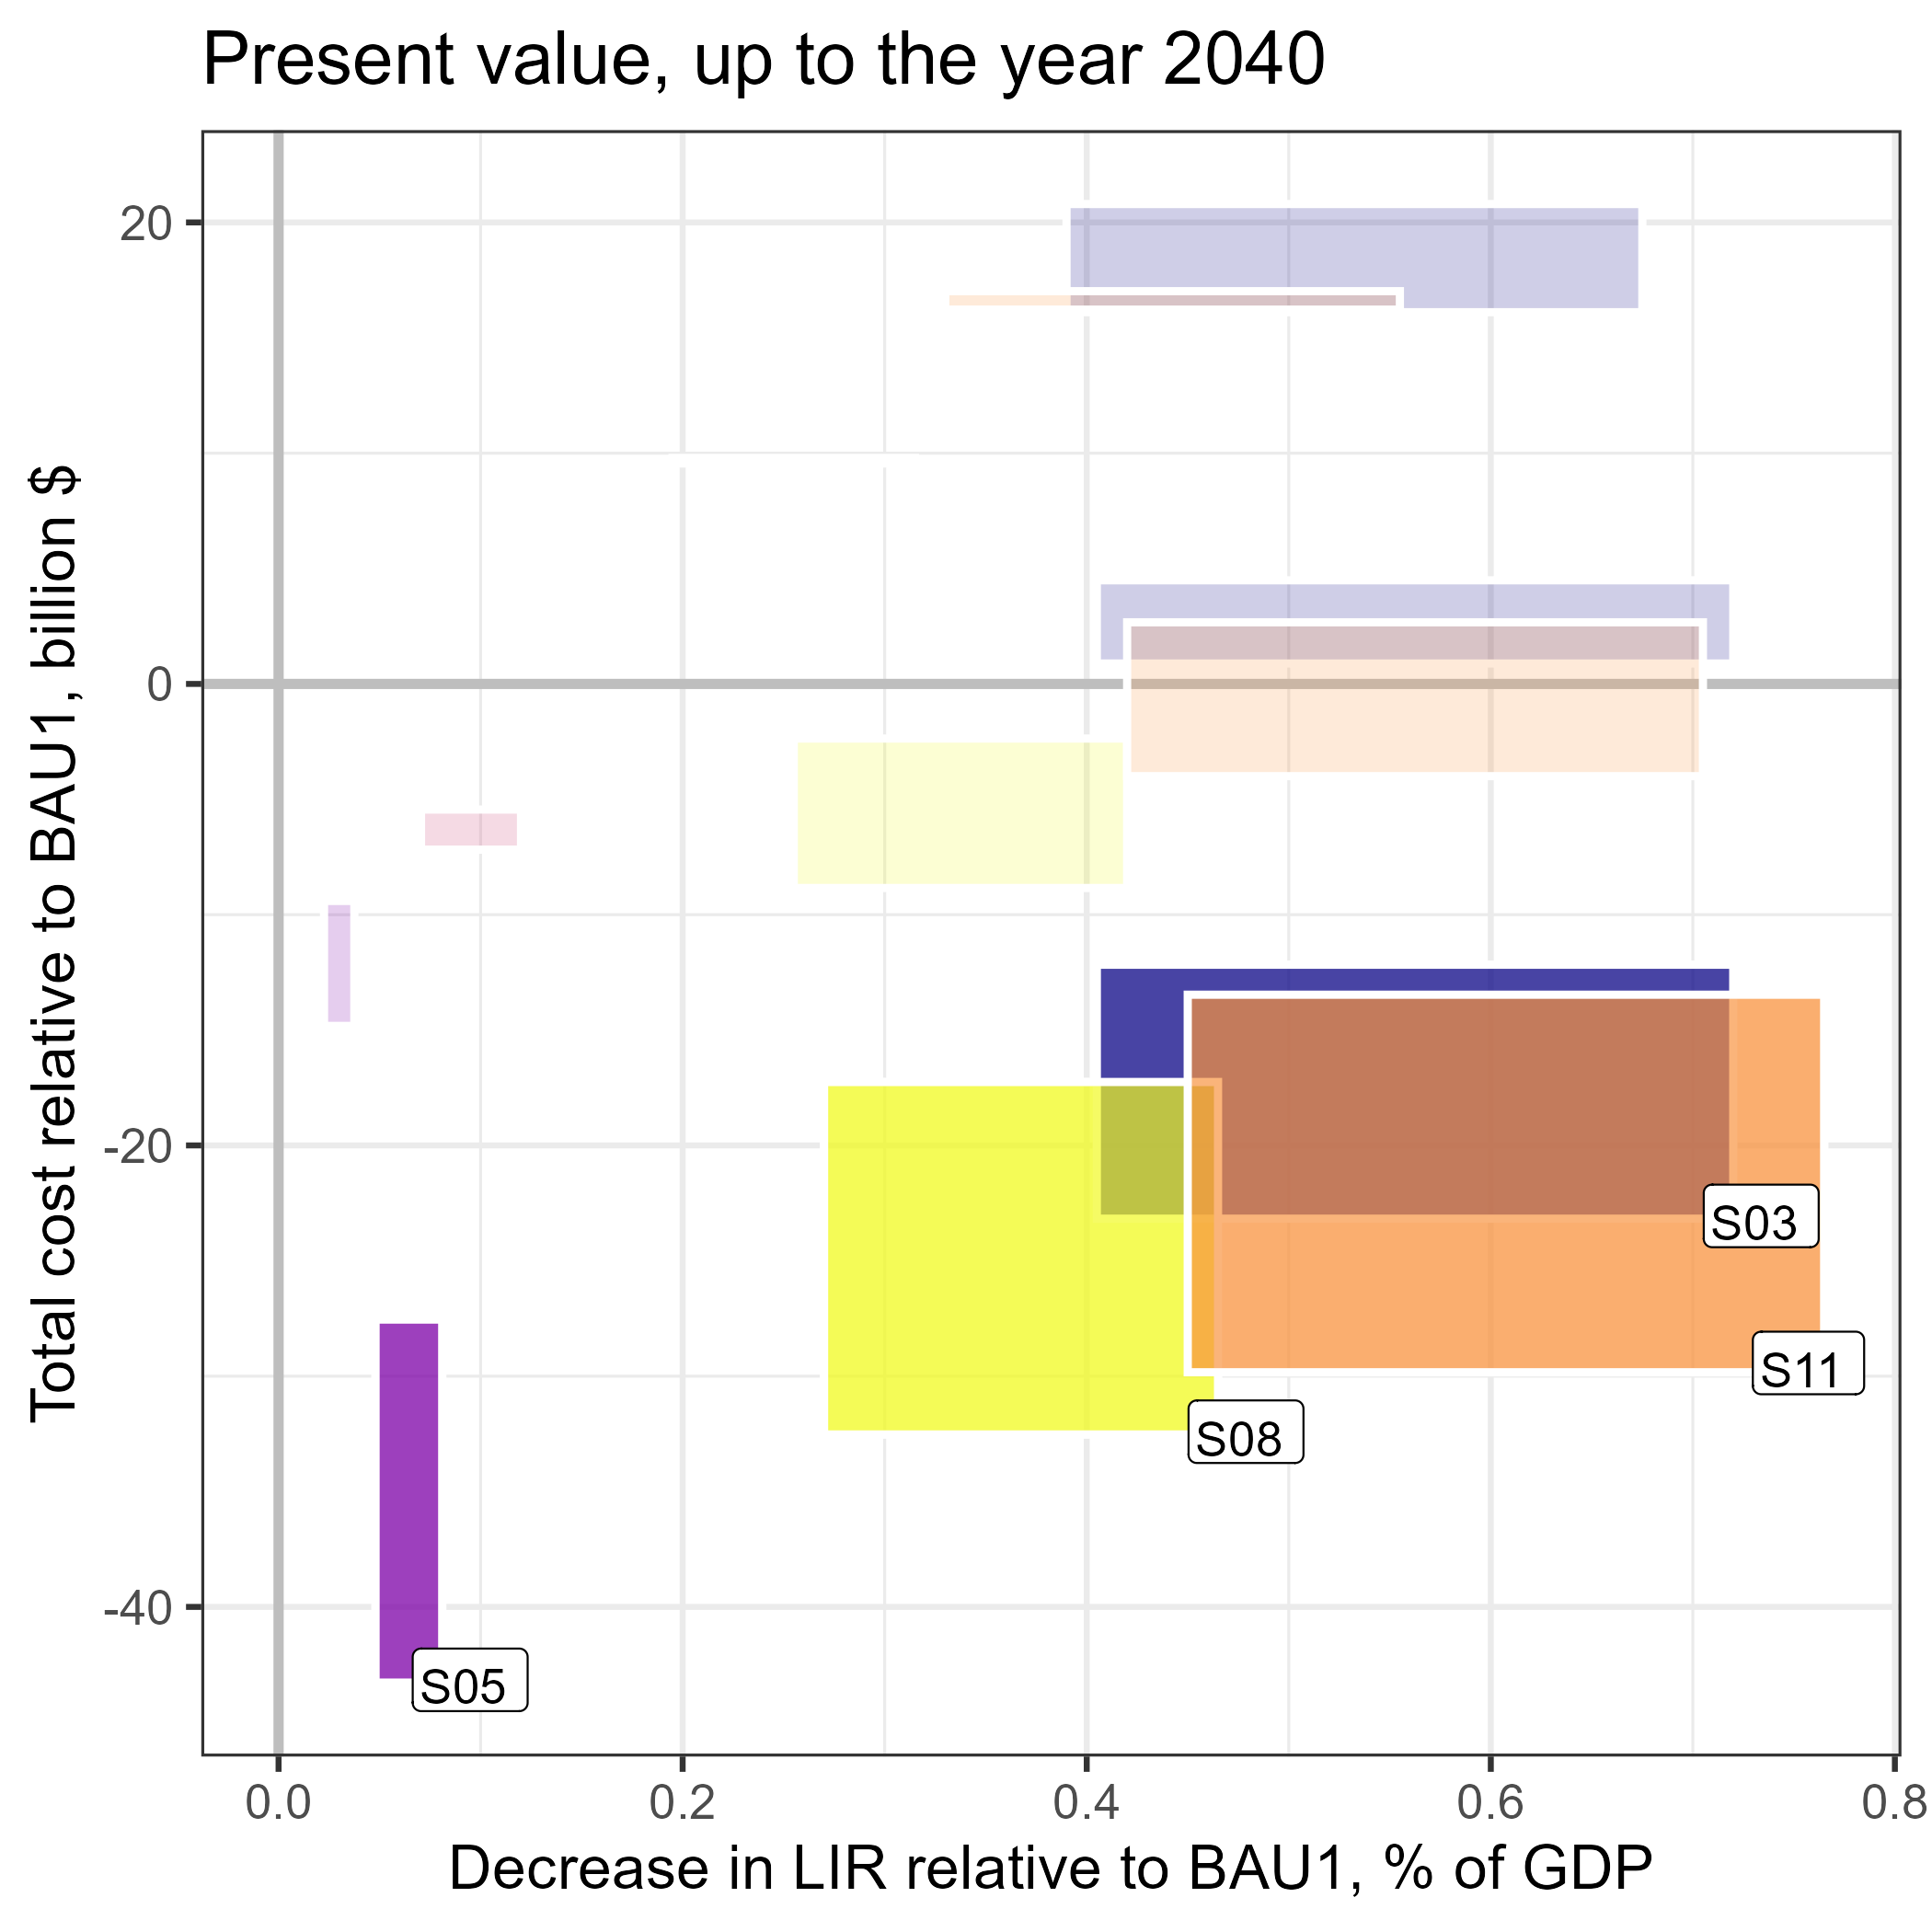 Present value, up to the year 2040
Total cost relative to BAU1, billion $
20
0
-20
-40
S03
S11
S08
S05
0.0
0.2
0.4
0.6
0.8
Decrease in LIR relative to BAU1, % of GDP